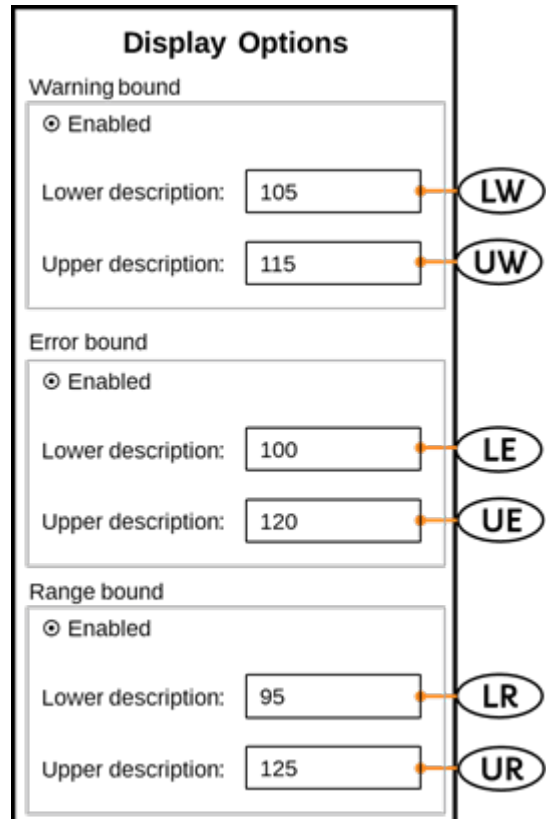 Display Options
Warning bound
Enabled
Lower description: 105 LW
Upper description: 115 UW
Error bound
Enabled
Lower description: 100 LE
Upper description: 120 UE
Range bound
Enabled
Lower description: 95 LR
Upper description: 125 UR